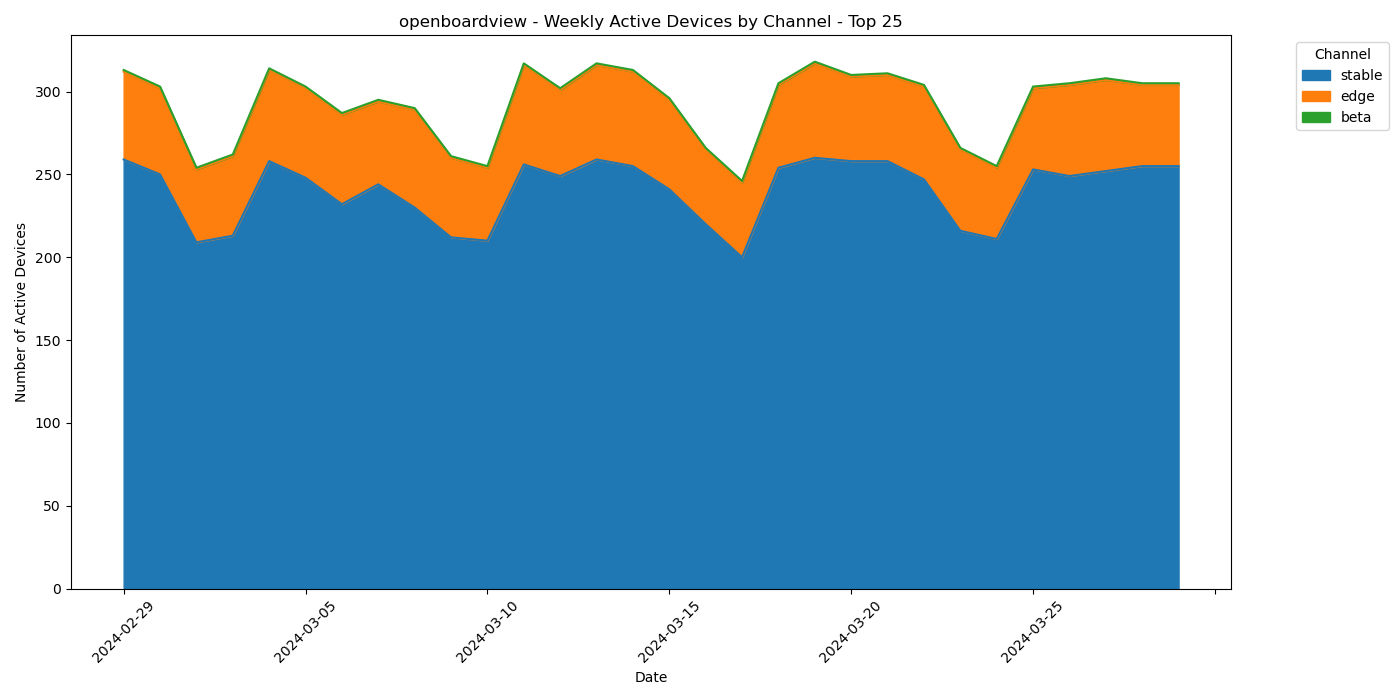 openboardview - Weekly Active Devices by Channel - Top 25
Channel
stable
edge
beta
Number of Active Devices
300
250
200
150
100
50
0
2024-02-29
2024-03-05
2024-03-10
2024-03-15
2024-03-20
2024-03-25
Date